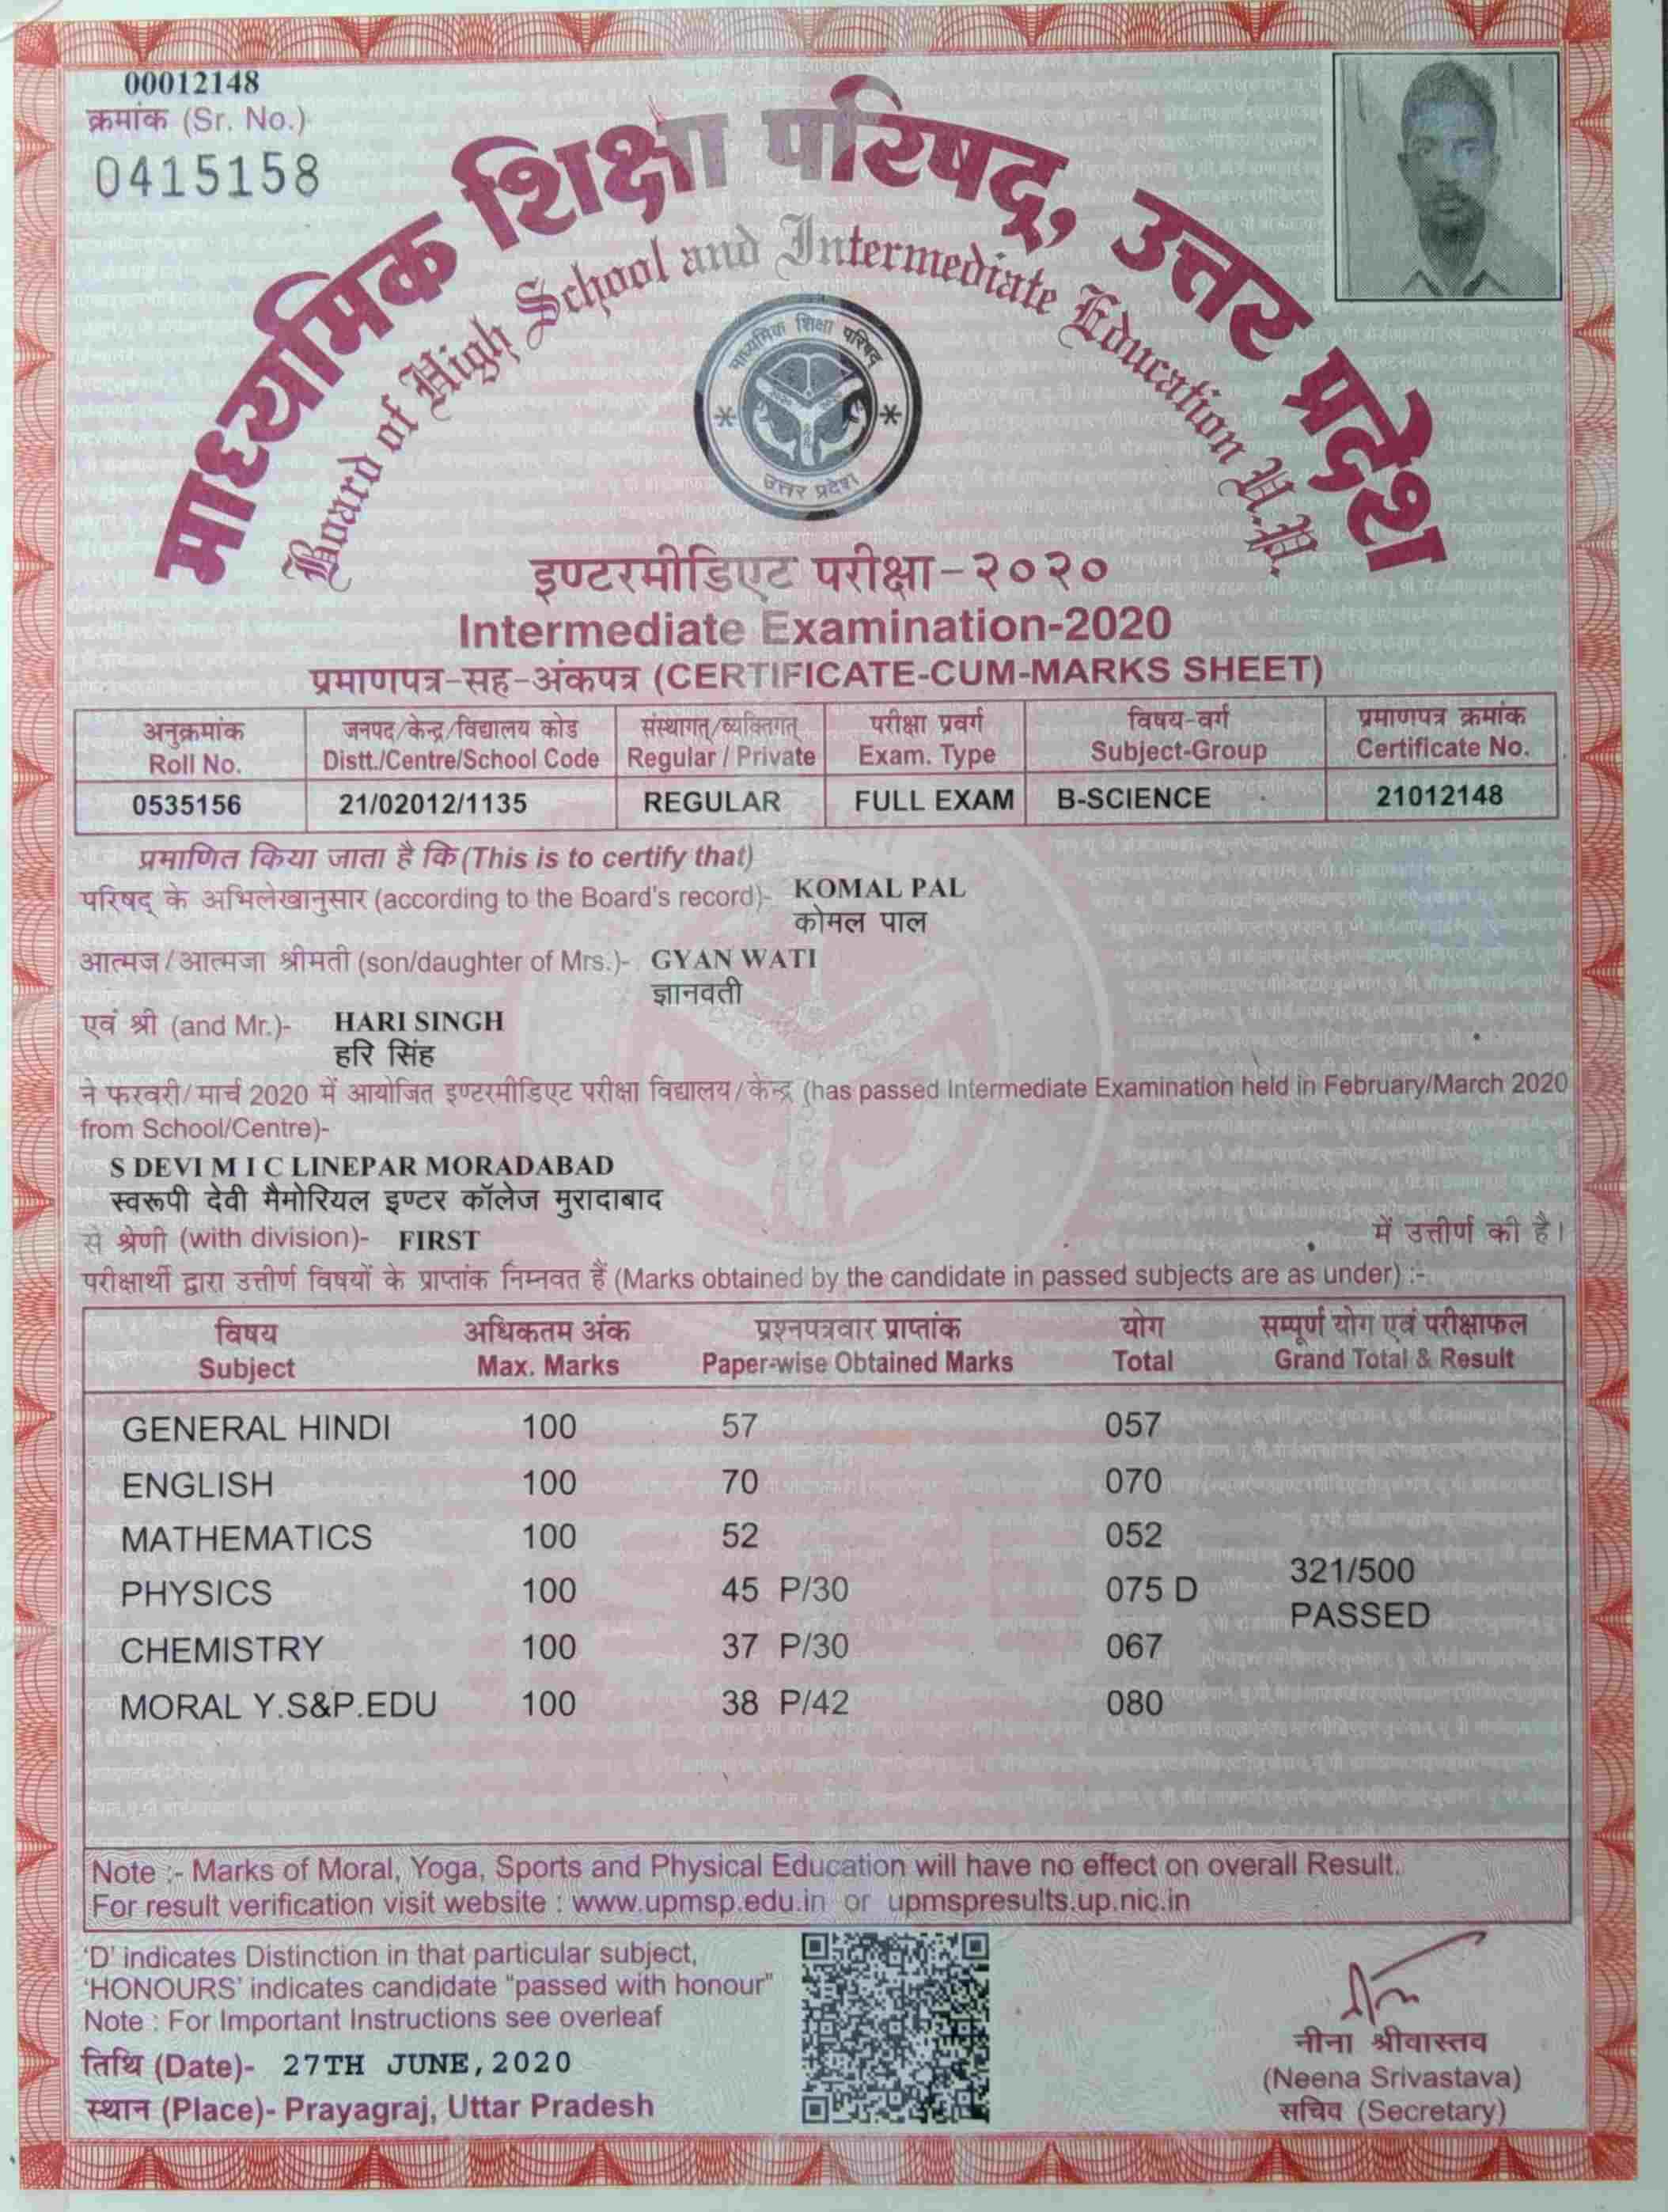 00012148
क्रमांक (Sr. No.)
0415158
माध्यमिक शिक्षा परिषद्, उत्तर प्रदेश
Board of High School and Intermediate Education U.P.
माध्यमिक शिक्षा परिषद्
उत्तर प्रदेश
इण्टरमीडिएट परीक्षा-२०२०
Intermediate Examination-2020
प्रमाणपत्र-सह-अंकपत्र (CERTIFICATE-CUM-MARKS SHEET)
अनुक्रमांक जनपद/केन्द्र/विद्यालय कोड संस्थागत्/व्यक्तिगत् परीक्षा प्रवर्ग विषय-वर्ग प्रमाणपत्र क्रमांक
Roll No. Distt./Centre/School Code Regular / Private Exam. Type Subject-Group Certificate No.
0535156 21/02012/1135 REGULAR FULL EXAM B-SCIENCE 21012148
प्रमाणित किया जाता है कि (This is to certify that)
परिषद् के अभिलेखानुसार (according to the Board's record)- KOMAL PAL
कोमल पाल
आत्मज/आत्मजा श्रीमती (son/daughter of Mrs.)- GYAN WATI
ज्ञानवती
एवं श्री (and Mr.)- HARI SINGH
हरि सिंह
ने फरवरी/मार्च 2020 में आयोजित इण्टरमीडिएट परीक्षा विद्यालय/केन्द्र (has passed Intermediate Examination held in February/March 2020
from School/Centre)-
S DEVI M I C LINEPAR MORADABAD
स्वरूपी देवी मैमोरियल इण्टर कॉलेज मुरादाबाद
से श्रेणी (with division)- FIRST में उत्तीर्ण की है।
परीक्षार्थी द्वारा उत्तीर्ण विषयों के प्राप्तांक निम्नवत हैं (Marks obtained by the candidate in passed subjects are as under) :-
विषय अधिकतम अंक प्रश्नपत्रवार प्राप्तांक योग सम्पूर्ण योग एवं परीक्षाफल
Subject Max. Marks Paper-wise Obtained Marks Total Grand Total & Result
GENERAL HINDI 100 57 057
ENGLISH 100 70 070
MATHEMATICS 100 52 052
321/500
PHYSICS 100 45 P/30 075 D
PASSED
CHEMISTRY 100 37 P/30 067
MORAL Y.S&P.EDU 100 38 P/42 080
Note :- Marks of Moral, Yoga, Sports and Physical Education will have no effect on overall Result.
For result verification visit website : www.upmsp.edu.in or upmspresults.up.nic.in
'D' indicates Distinction in that particular subject,
'HONOURS' indicates candidate "passed with honour"
Note : For Important Instructions see overleaf
तिथि (Date)- 27TH JUNE, 2020
स्थान (Place)- Prayagraj, Uttar Pradesh
नीना श्रीवास्तव
(Neena Srivastava)
सचिव (Secretary)